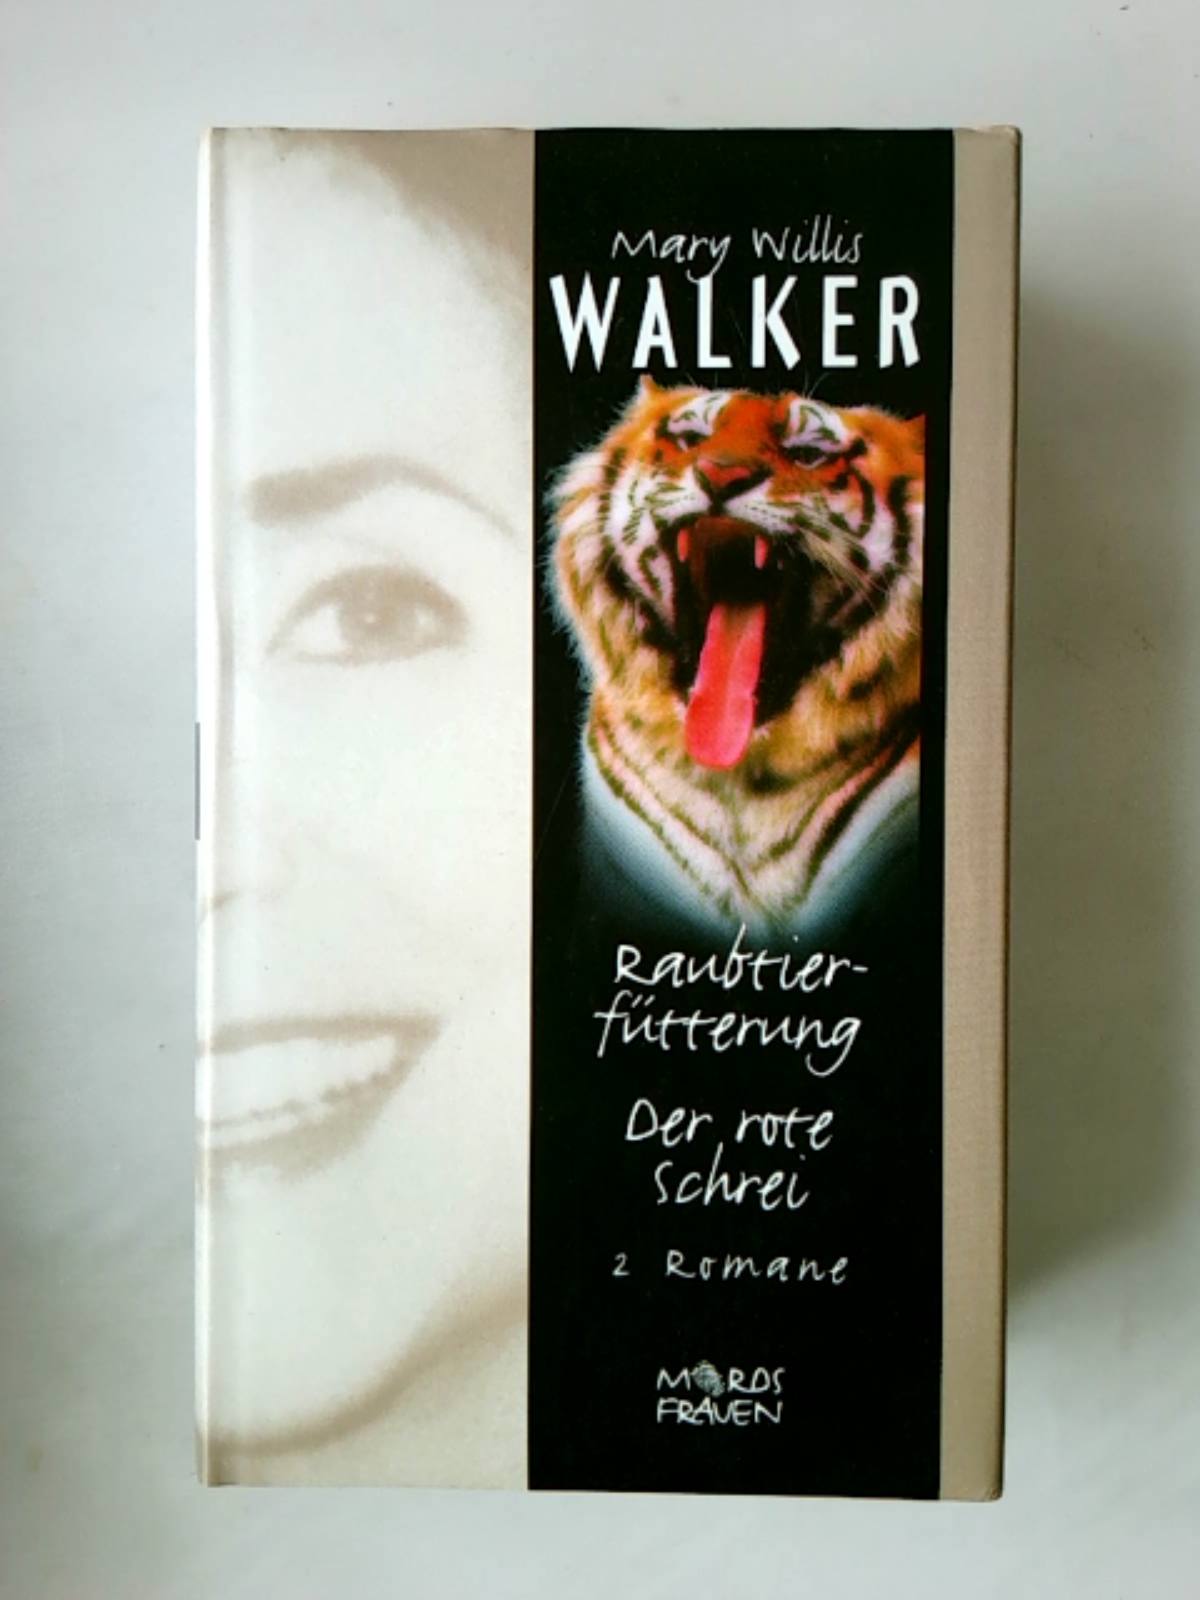 Mary Willis
WALKER
Raubtier-
fütterung
Der rote
Schrei
2 Romane
MORDS
FRAUEN